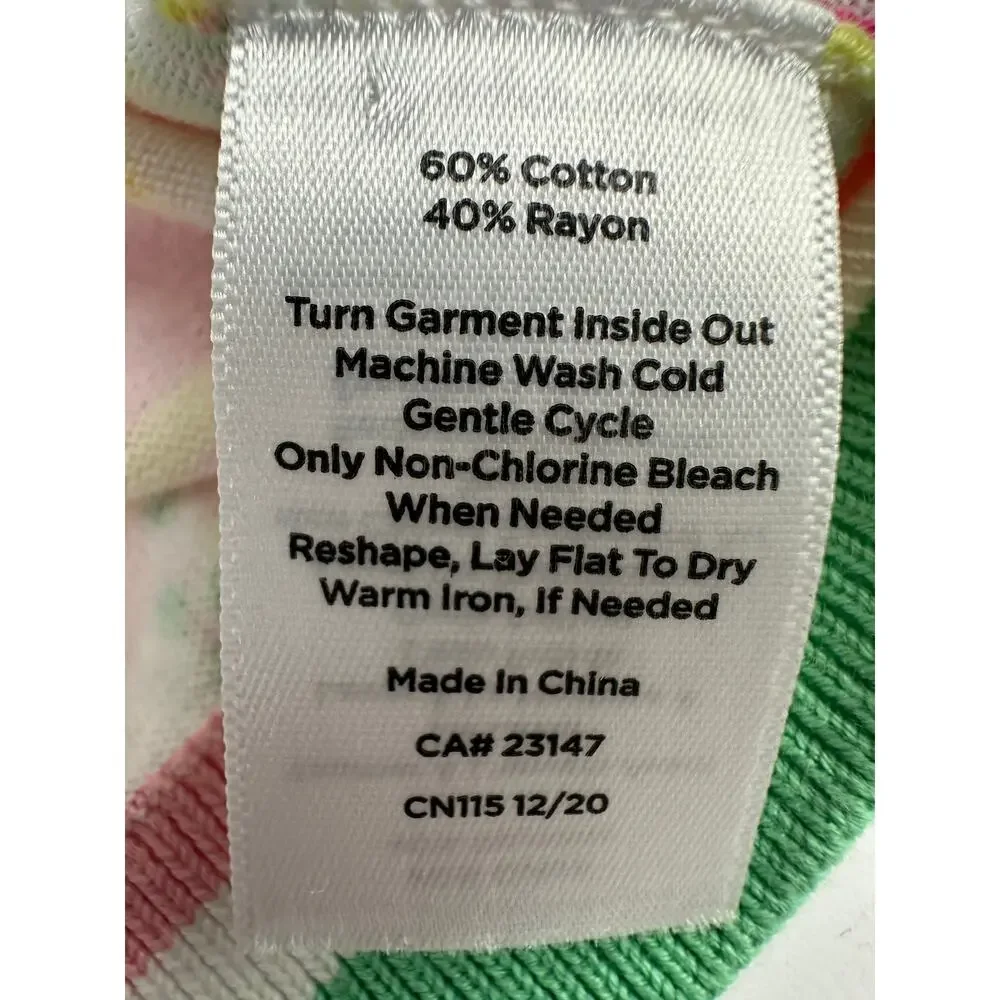 60% Cotton
40% Rayon
Turn Garment Inside Out
Machine Wash Cold
Gentle Cycle
Only Non-Chlorine Bleach
When Needed
Reshape, Lay Flat To Dry
Warm Iron, If Needed
Made In China
CA# 23147
CN115 12/20